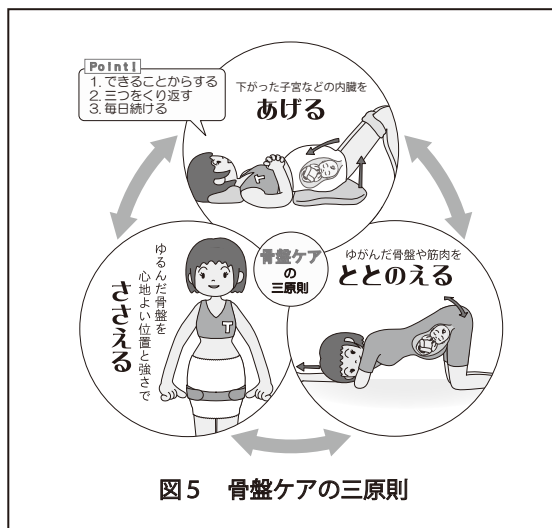 Point!
1. できることからする
2. 三つをくり返す
3. 毎日続ける
下がった子宮などの内臓を
あげる
T
骨盤ケア
の
三原則
ゆがんだ骨盤や筋肉を
ととのえる
ゆるんだ骨盤を
心地よい位置と強さで
ささえる
T
図5 骨盤ケアの三原則